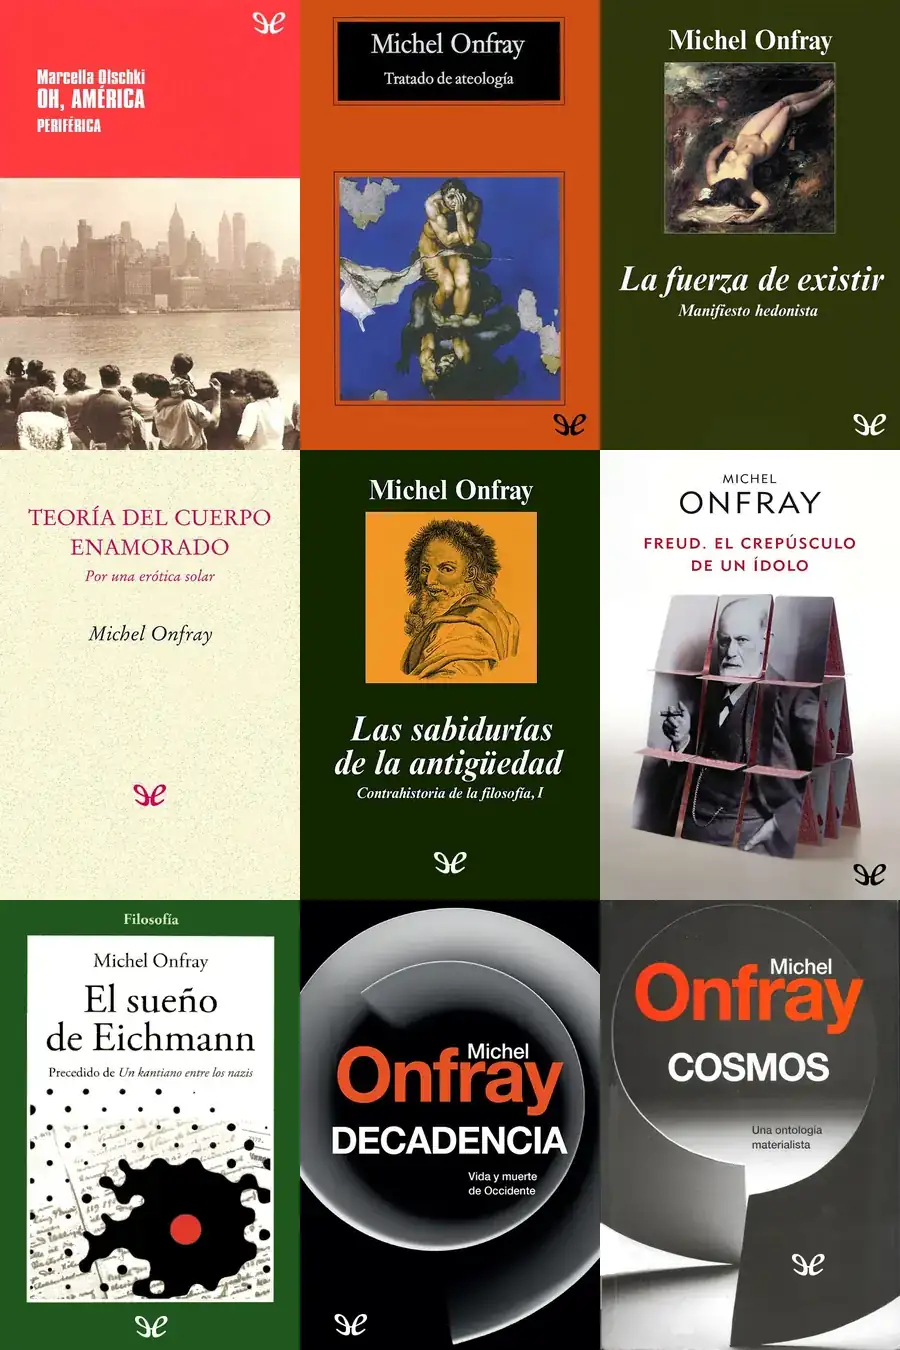 Marcella Olschki
OH, AMÉRICA
PERIFÉRICA
Michel Onfray
Tratado de ateología
Michel Onfray
La fuerza de existir
Manifiesto hedonista
TEORÍA DEL CUERPO
ENAMORADO
Por una erótica solar
Michel Onfray
Michel Onfray
Las sabidurías
de la antigüedad
Contrahistoria de la filosofía, I
MICHEL
ONFRAY
FREUD. EL CREPÚSCULO
DE UN ÍDOLO
Filosofía
Michel Onfray
El sueño
de Eichmann
Precedido de Un kantiano entre los nazis
Michel
Onfray
DECADENCIA
Vida y muerte
de Occidente
Michel
Onfray
COSMOS
Una ontología
materialista